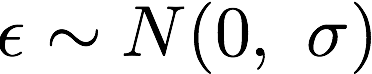 ϵ ∼ N(0, σ)